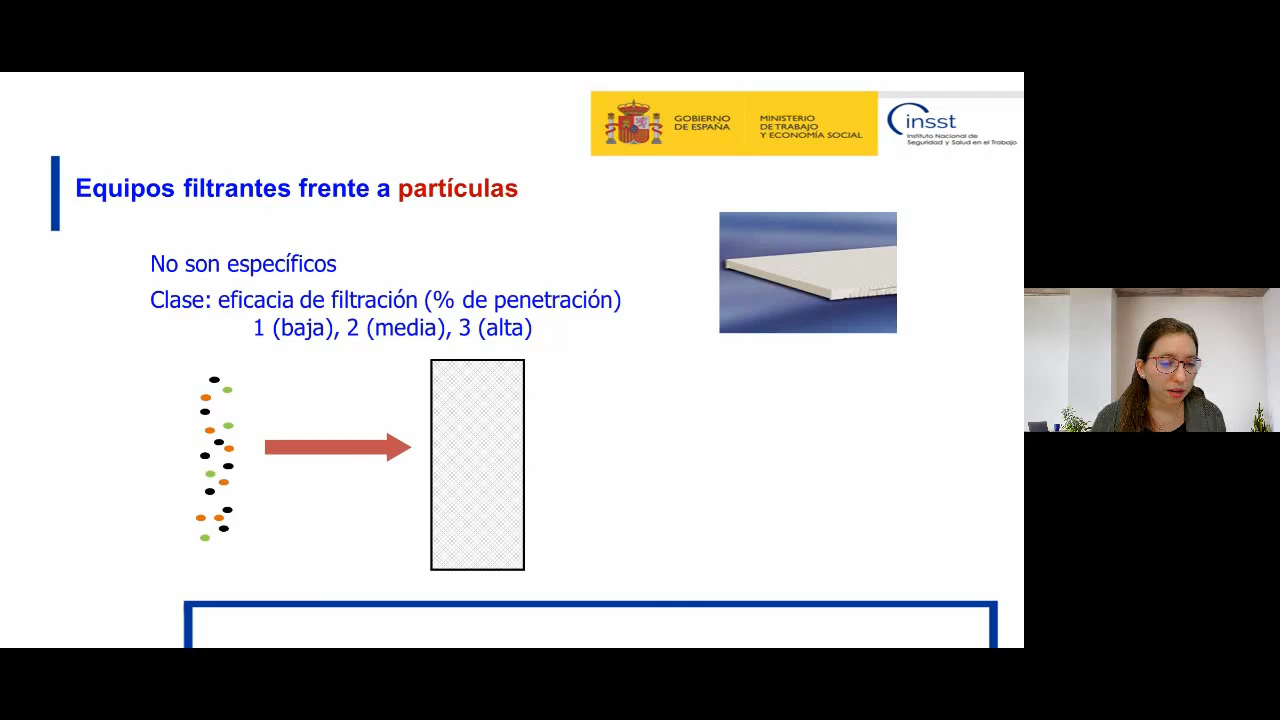 GOBIERNO
DE ESPAÑA
MINISTERIO
DE TRABAJO
Y ECONOMÍA SOCIAL
insst
Instituto Nacional de
Seguridad y Salud en el Trabajo
Equipos filtrantes frente a partículas
No son específicos
Clase: eficacia de filtración (% de penetración)
1 (baja), 2 (media), 3 (alta)